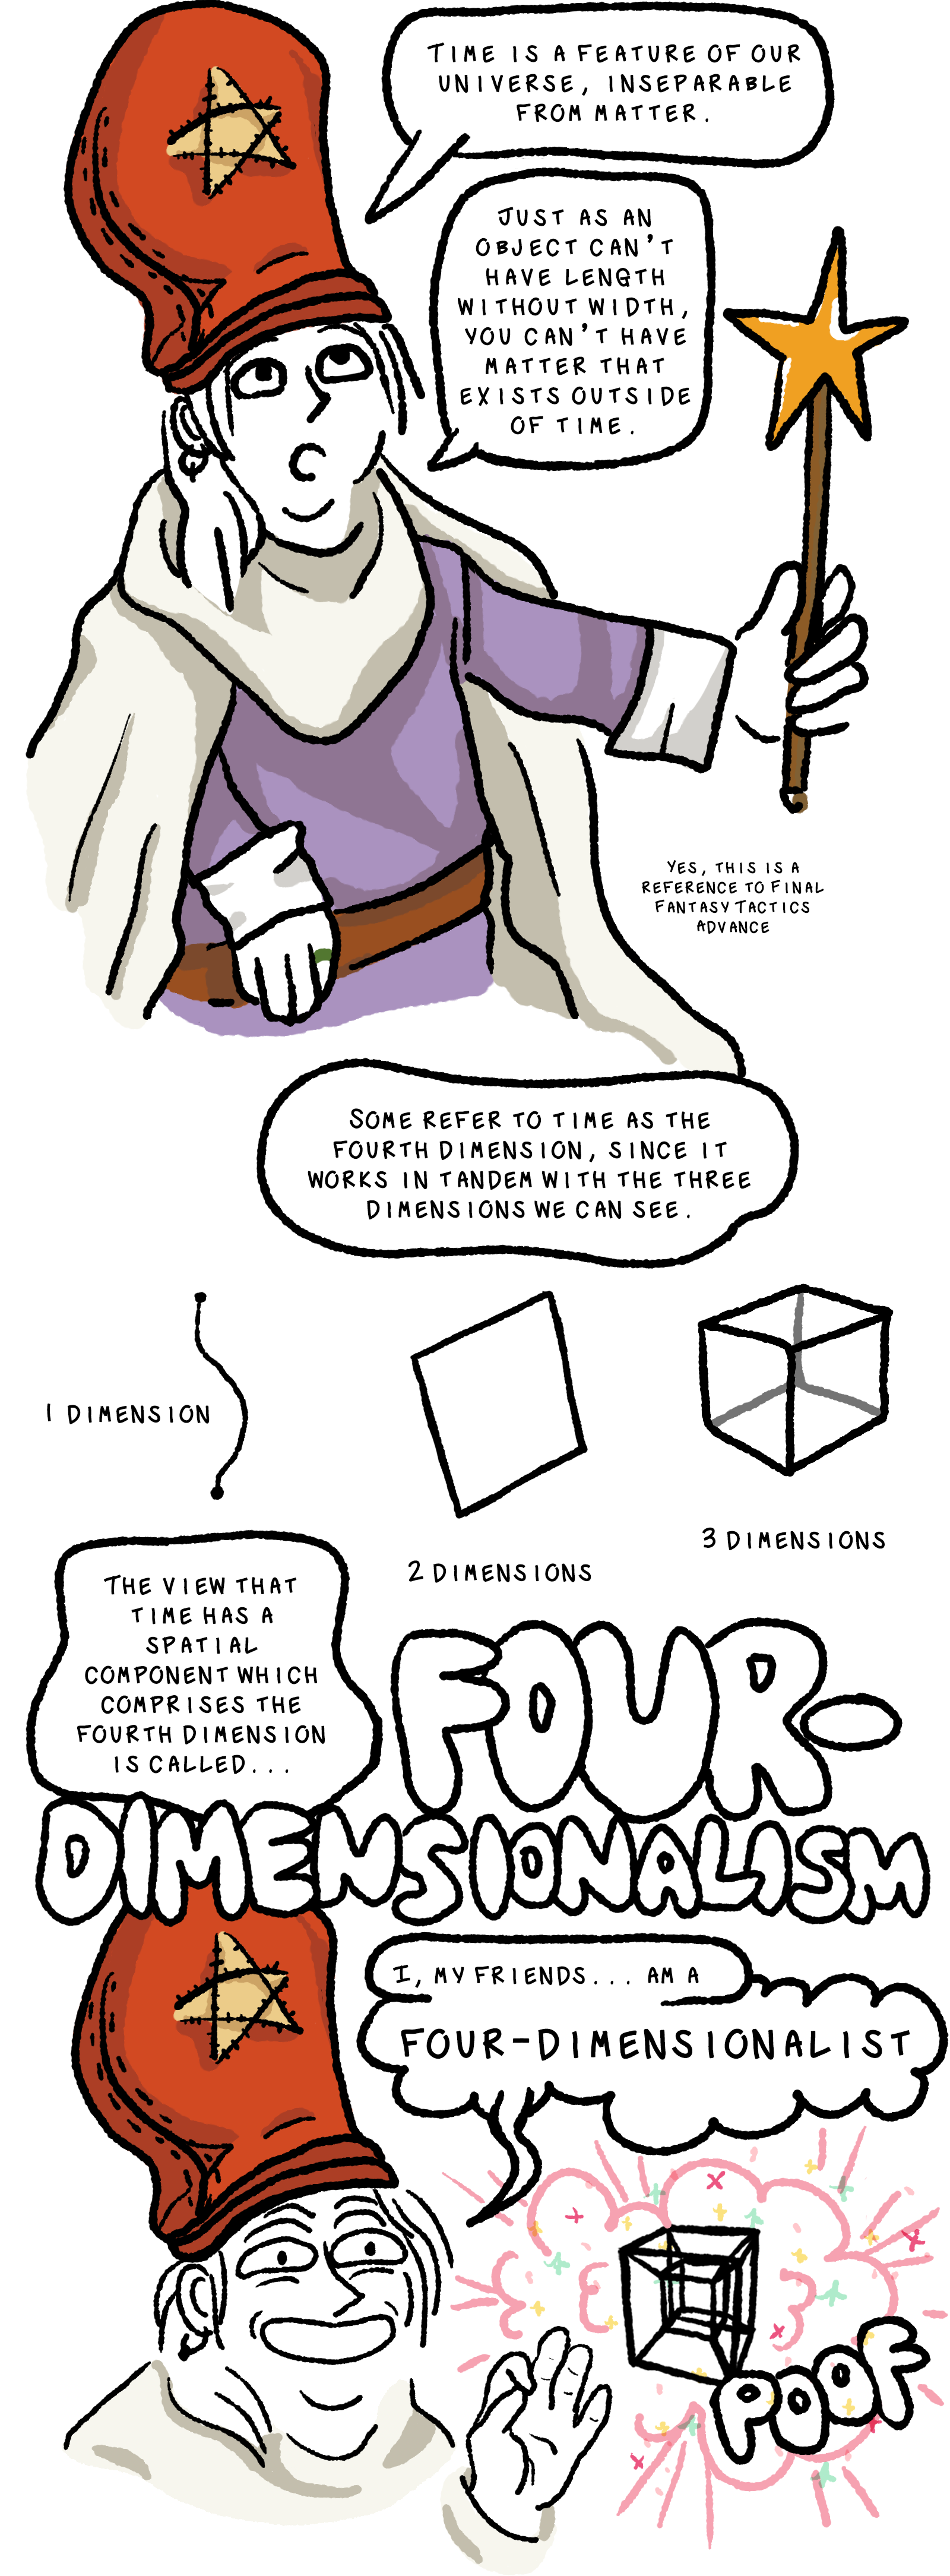 TIME IS A FEATURE OF OUR
UNIVERSE, INSEPARABLE
FROM MATTER.
JUST AS AN
OBJECT CAN'T
HAVE LENGTH
WITHOUT WIDTH,
YOU CAN'T HAVE
MATTER THAT
EXISTS OUTSIDE
OF TIME.
YES, THIS IS A
REFERENCE TO FINAL
FANTASY TACTICS
ADVANCE
SOME REFER TO TIME AS THE
FOURTH DIMENSION, SINCE IT
WORKS IN TANDEM WITH THE THREE
DIMENSIONS WE CAN SEE.
1 DIMENSION
2 DIMENSIONS
3 DIMENSIONS
THE VIEW THAT
TIME HAS A
SPATIAL
COMPONENT WHICH
COMPRISES THE
FOURTH DIMENSION
IS CALLED...
FOUR-
DIMENSIONALISM
I, MY FRIENDS... AM A
FOUR-DIMENSIONALIST
POOF